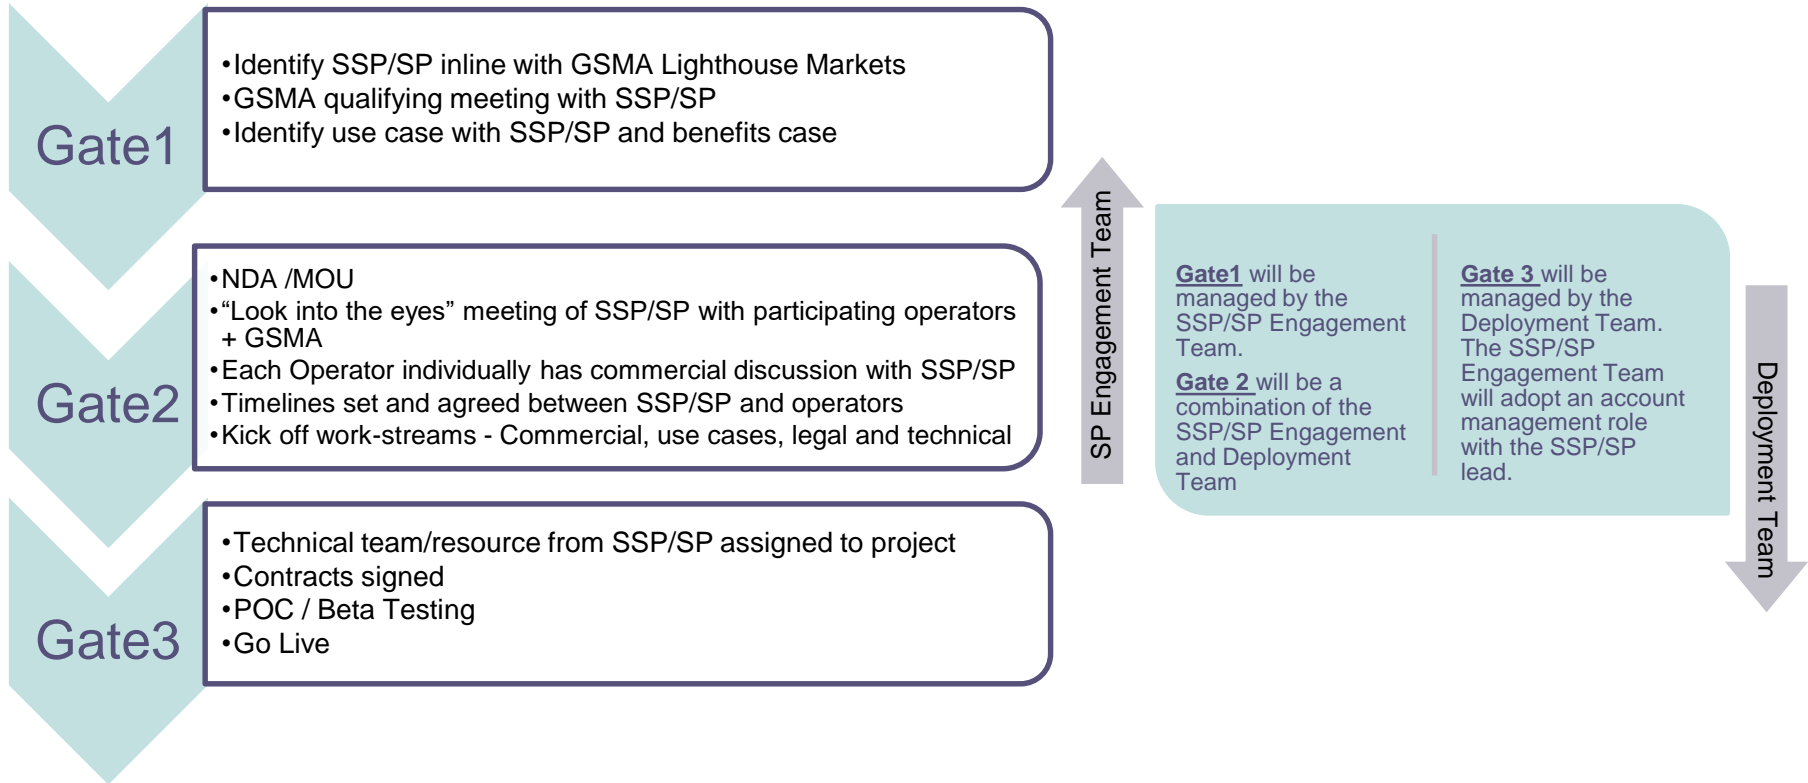 Gate1
•Identify SSP/SP inline with GSMA Lighthouse Markets
•GSMA qualifying meeting with SSP/SP
•Identify use case with SSP/SP and benefits case
Gate2
•NDA /MOU
•“Look into the eyes” meeting of SSP/SP with participating operators
+ GSMA
•Each Operator individually has commercial discussion with SSP/SP
•Timelines set and agreed between SSP/SP and operators
•Kick off work-streams - Commercial, use cases, legal and technical
Gate3
•Technical team/resource from SSP/SP assigned to project
•Contracts signed
•POC / Beta Testing
•Go Live
SP Engagement Team
Gate1 will be
managed by the
SSP/SP Engagement
Team.
Gate 2 will be a
combination of the
SSP/SP Engagement
and Deployment
Team
Gate 3 will be
managed by the
Deployment Team.
The SSP/SP
Engagement Team
will adopt an account
management role
with the SSP/SP
lead.
Deployment Team